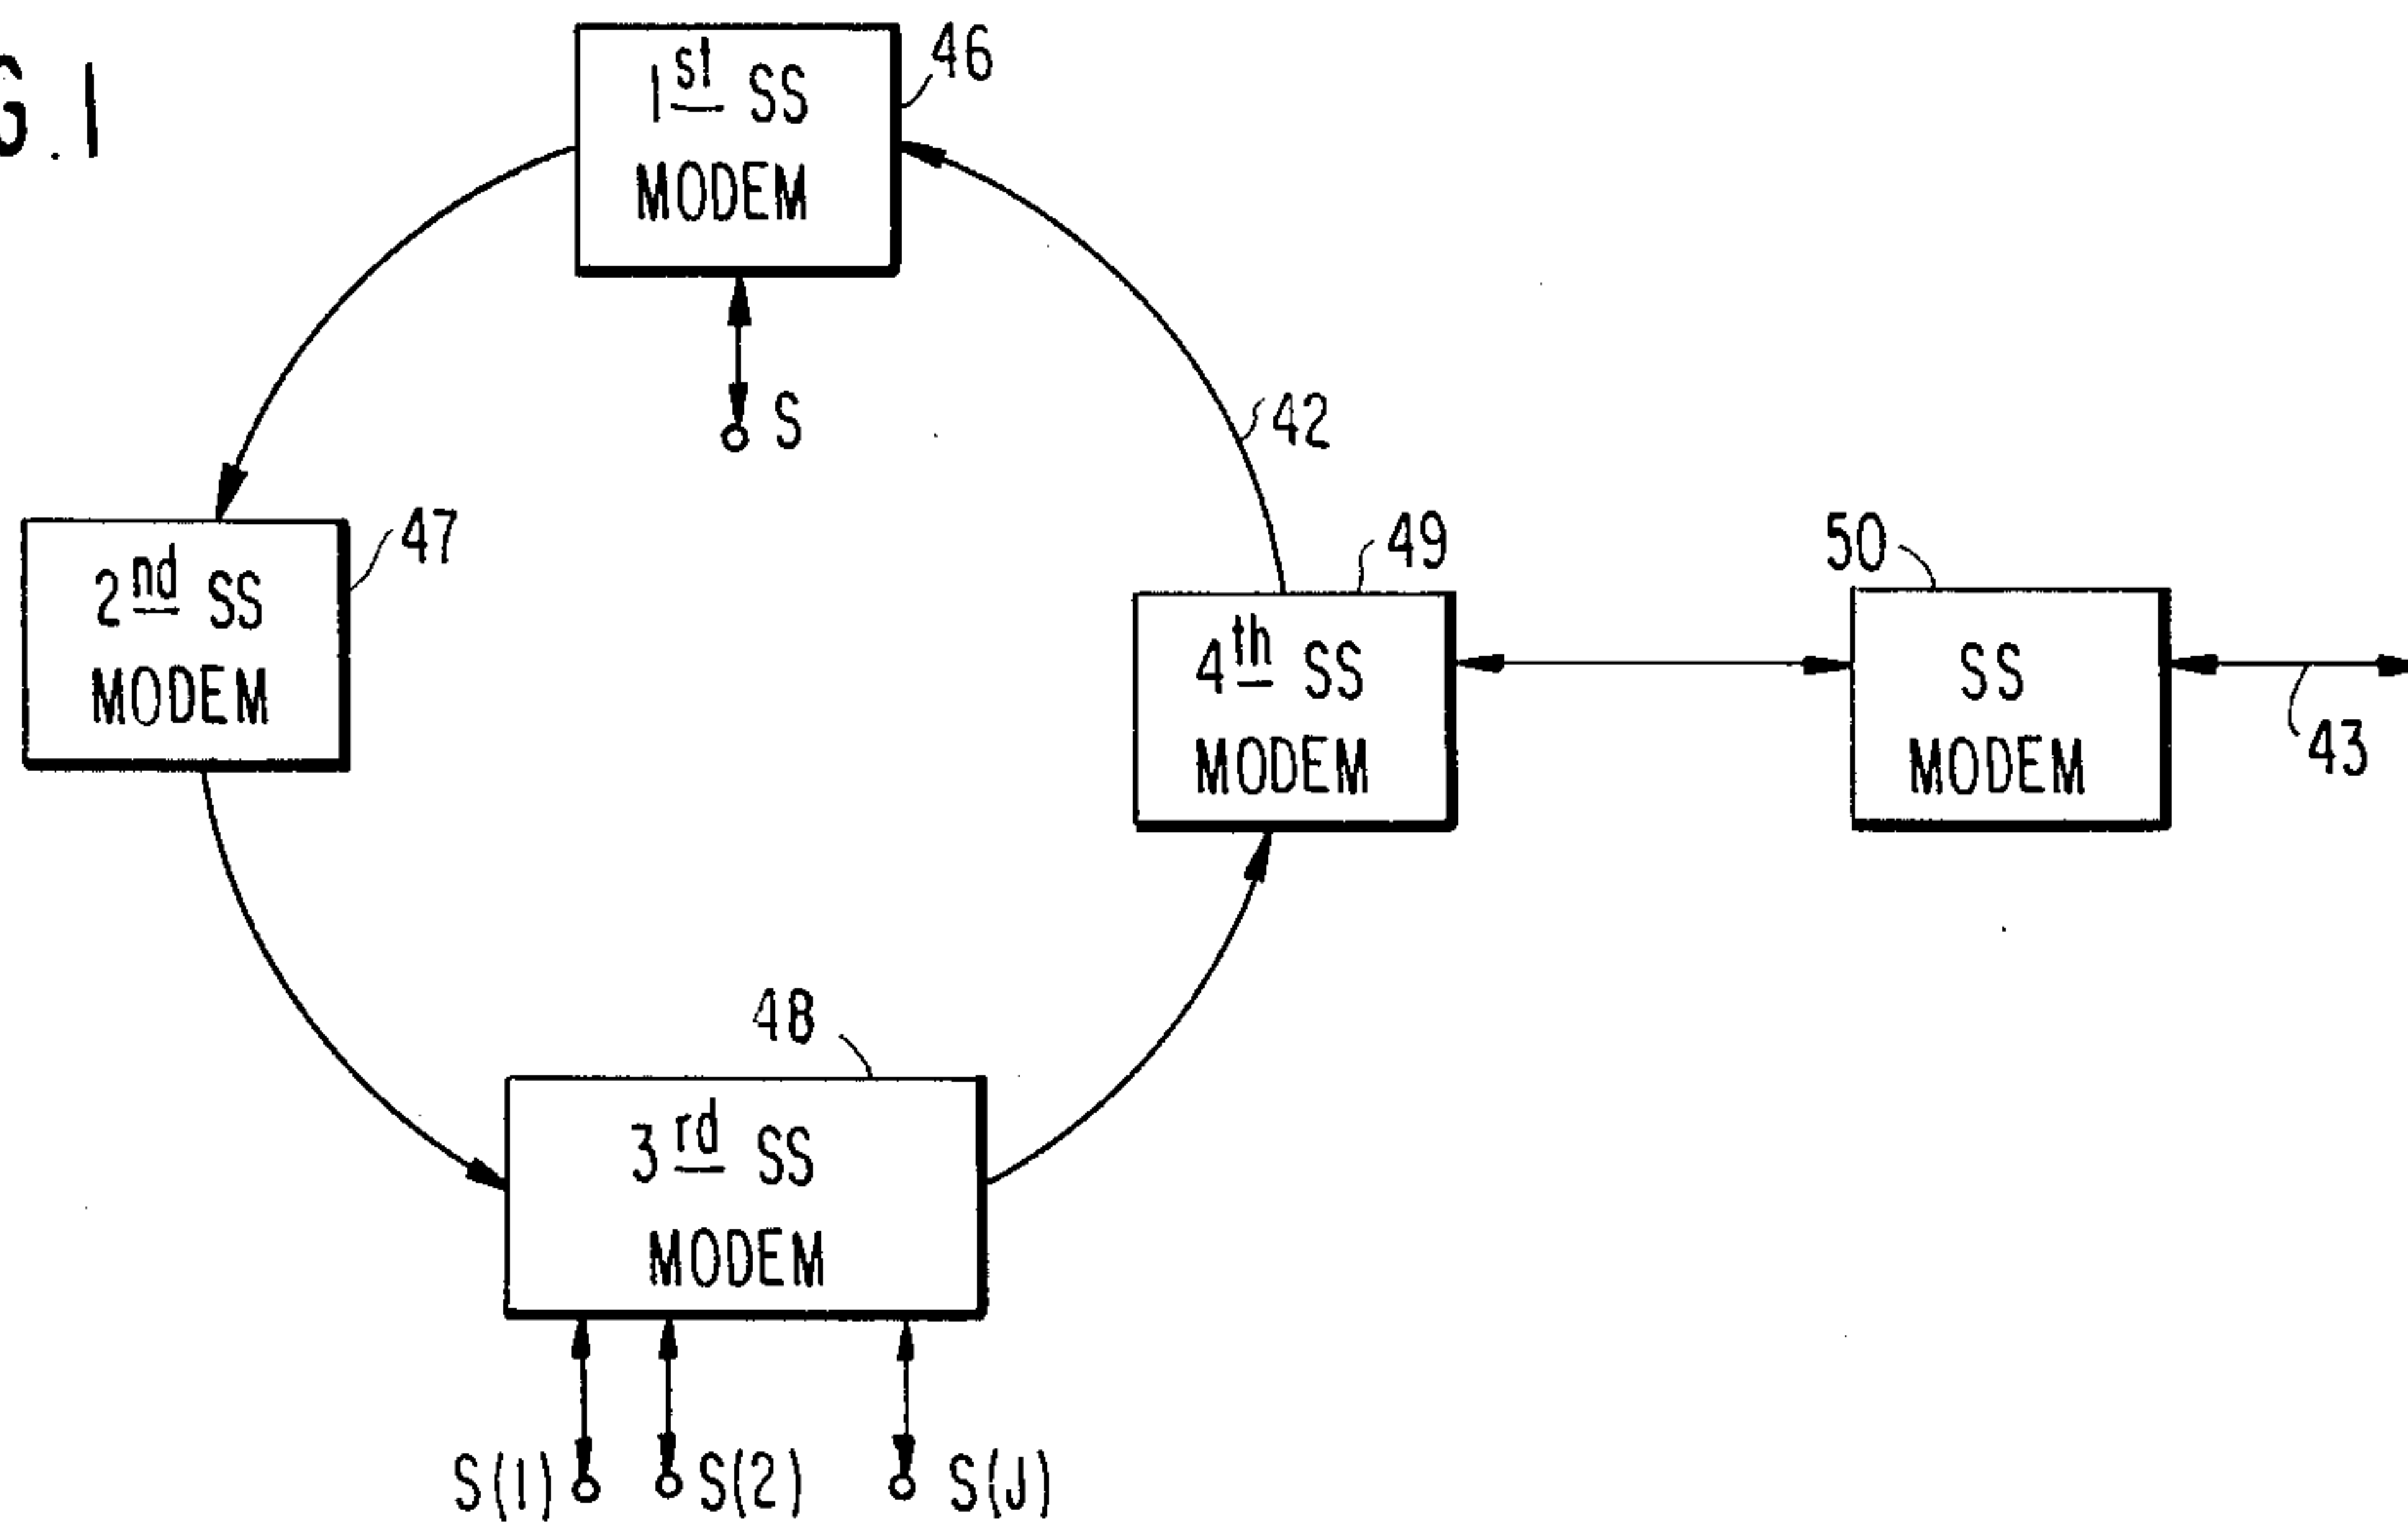 G.1
1st SS
MODEM
46
S
42
2nd SS
MODEM
47
4th SS
MODEM
49
50
SS
MODEM
43
48
3rd SS
MODEM
S(1)
S(2)
S(J)